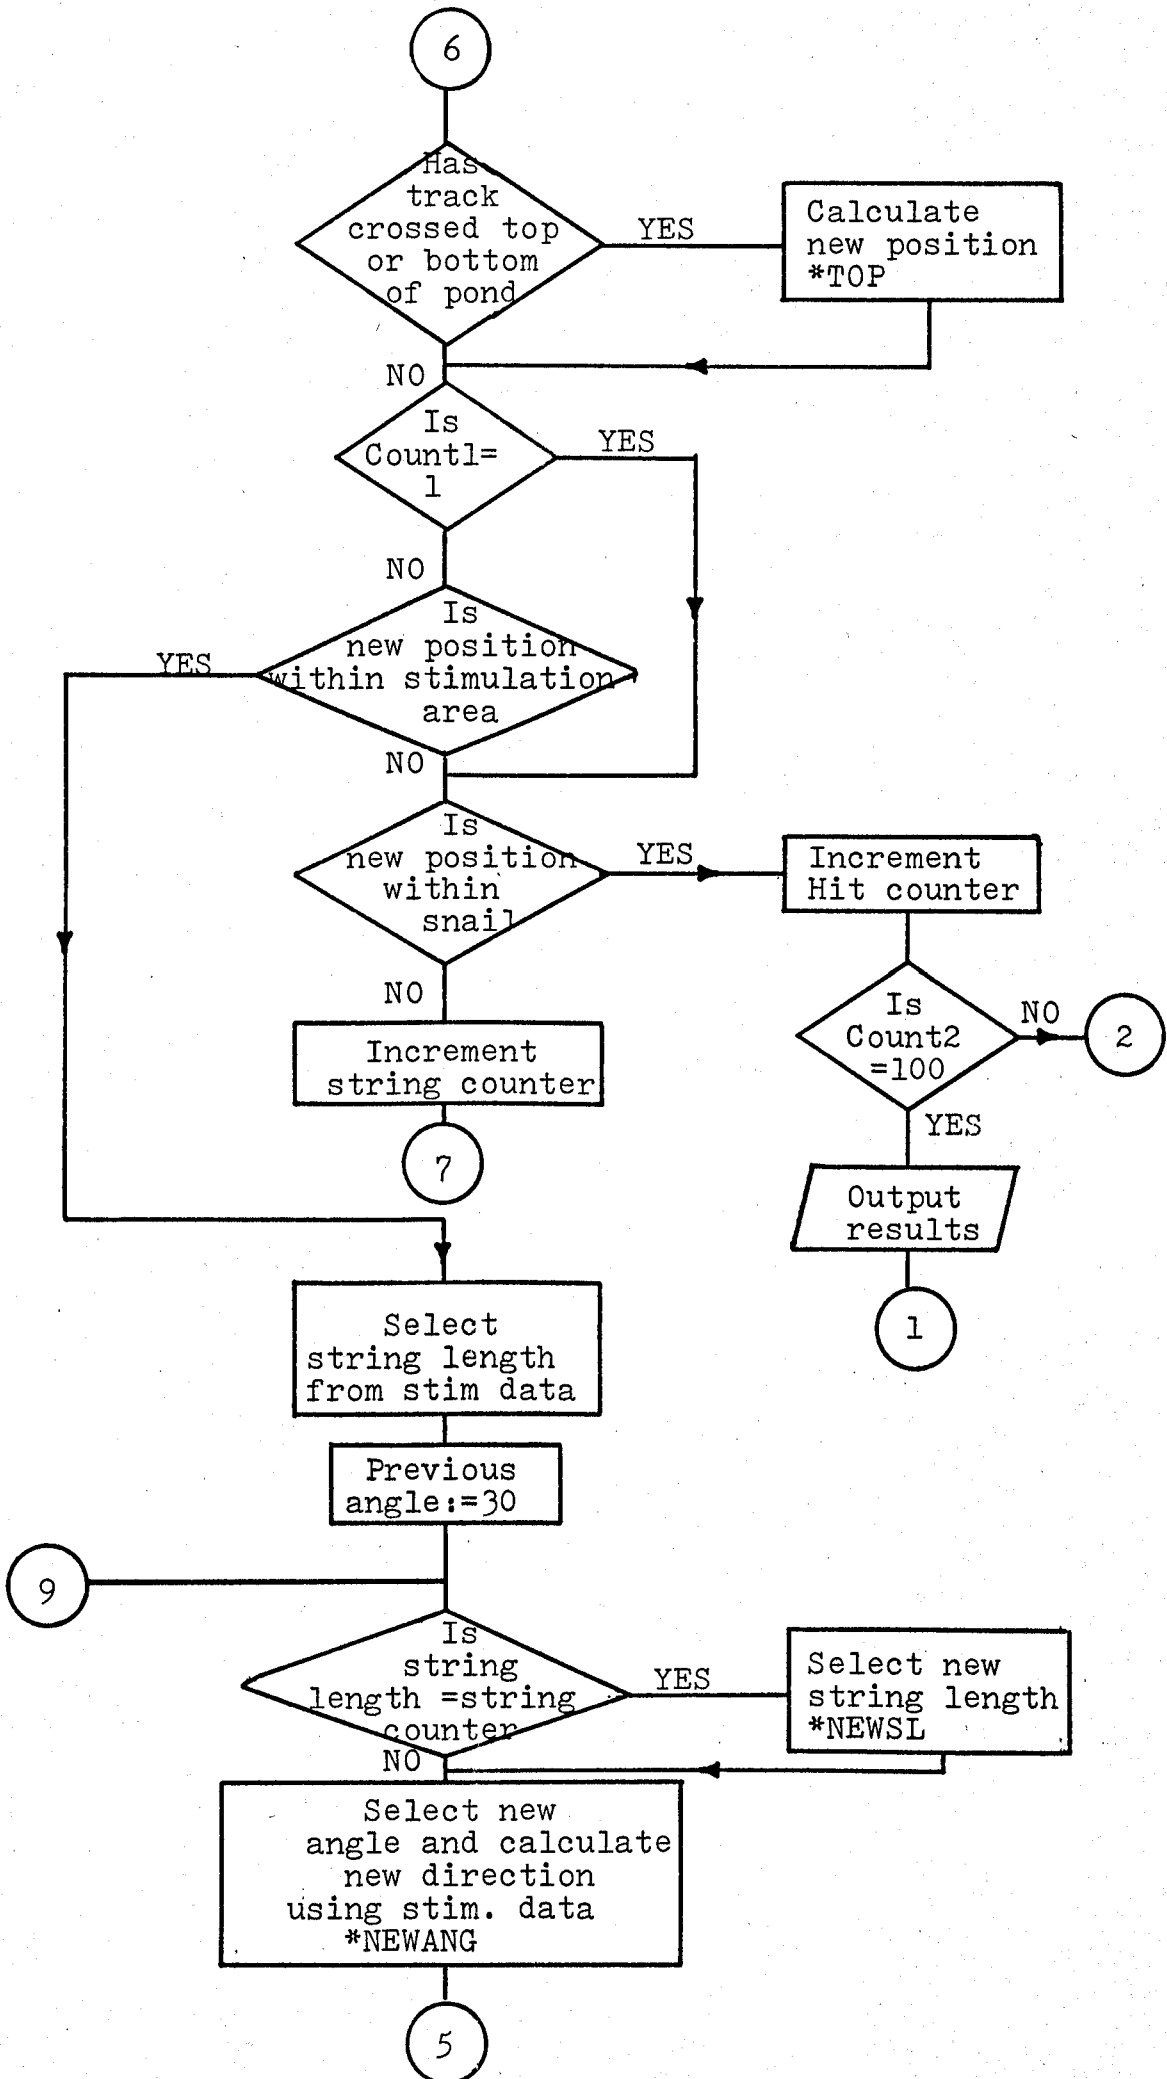 6
Has
track
crossed top
or bottom
of pond
YES
Calculate
new position
*TOP
NO
Is
Count1=
1
YES
NO
Is
new position
within stimulation
area
YES
NO
Is
new position
within
snail
YES
Increment
Hit counter
NO
Is
Count2
=100
NO
2
Increment
string counter
YES
7
Output
results
1
Select
string length
from stim data
Previous
angle:=30
9
Is
string
length =string
counter
YES
Select new
string length
*NEWSL
NO
Select new
angle and calculate
new direction
using stim. data
*NEWANG
5